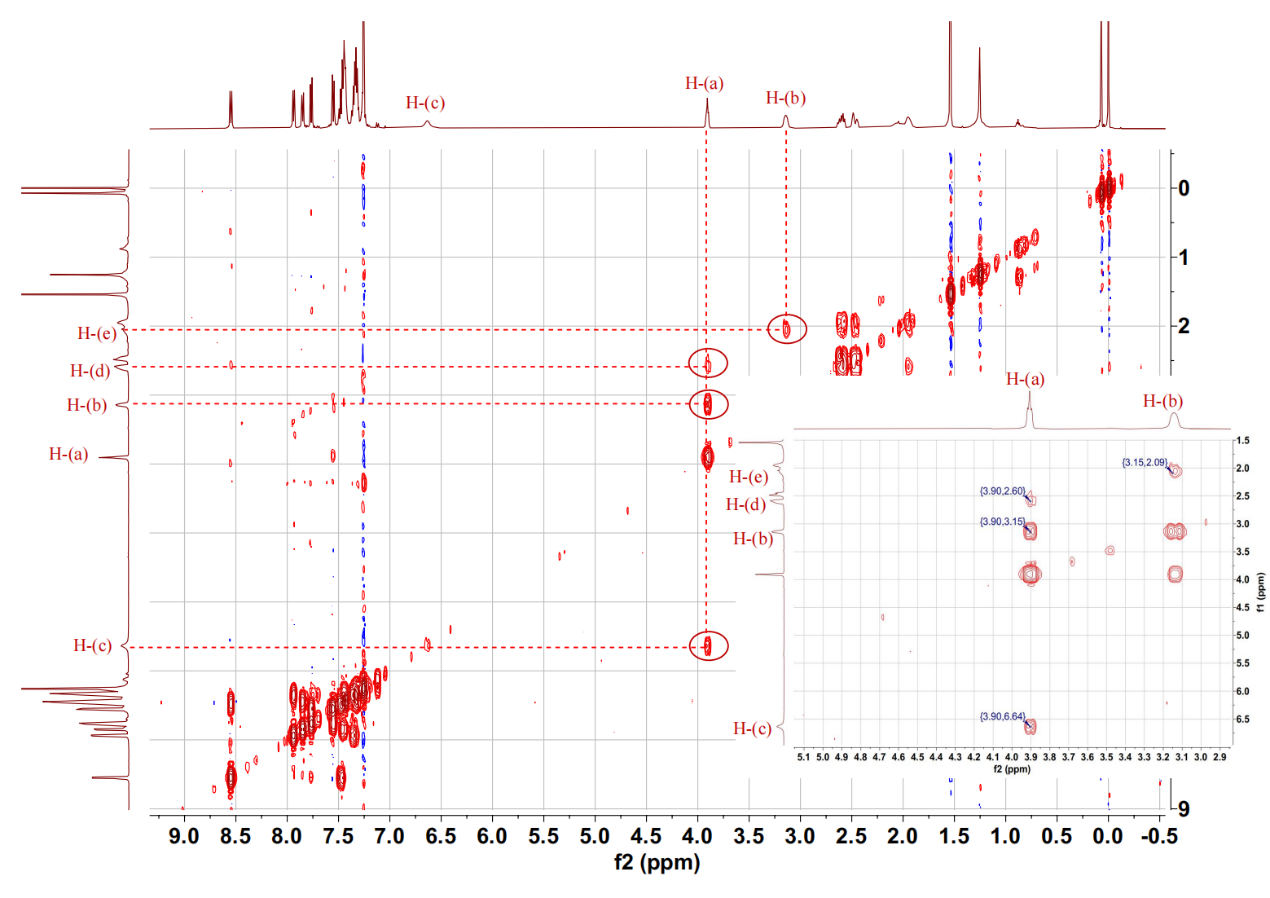 H-(c)
H-(a)
H-(b)
0
1
H-(e)
2
H-(d)
H-(b)
H-(a)
H-(c)
9
9.0 8.5 8.0 7.5 7.0 6.5 6.0 5.5 5.0 4.5 4.0 3.5 3.0 2.5 2.0 1.5 1.0 0.5 0.0 -0.5
f2 (ppm)
H-(a)
H-(b)
H-(e)
H-(d)
H-(b)
H-(c)
{3.15,2.09}
{3.90,2.60}
{3.90,3.15}
{3.90,6.64}
1.5
2.0
2.5
3.0
3.5
4.0
4.5
5.0
5.5
6.0
6.5
f1 (ppm)
5.1 5.0 4.9 4.8 4.7 4.6 4.5 4.4 4.3 4.2 4.1 4.0 3.9 3.8 3.7 3.6 3.5 3.4 3.3 3.2 3.1 3.0 2.9
f2 (ppm)